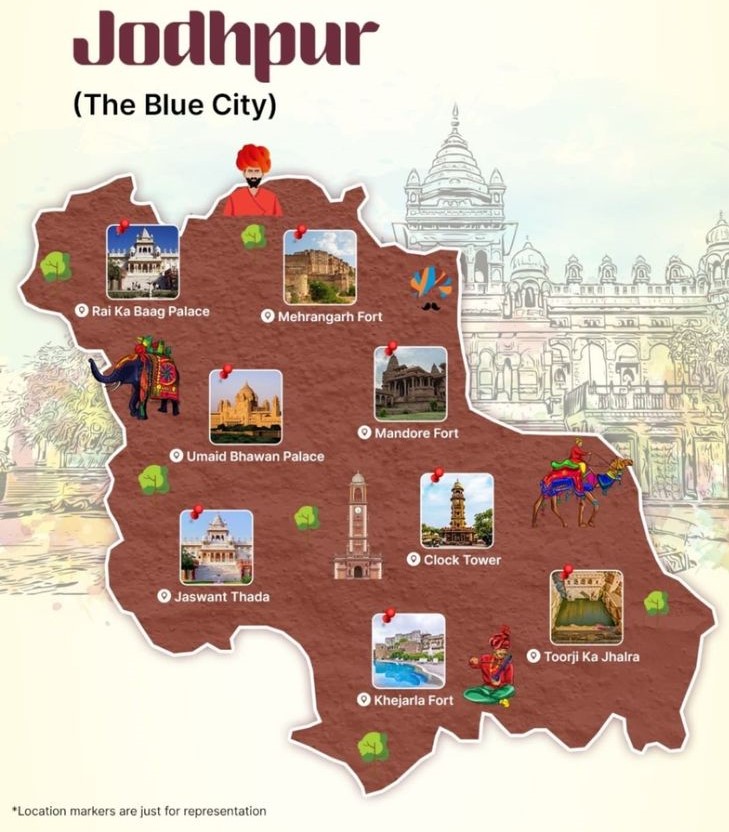 Jodhpur
(The Blue City)
Rai Ka Baag Palace
Mehrangarh Fort
Mandore Fort
Umaid Bhawan Palace
Clock Tower
Jaswant Thada
Toorji Ka Jhalra
Khejarla Fort
*Location markers are just for representation